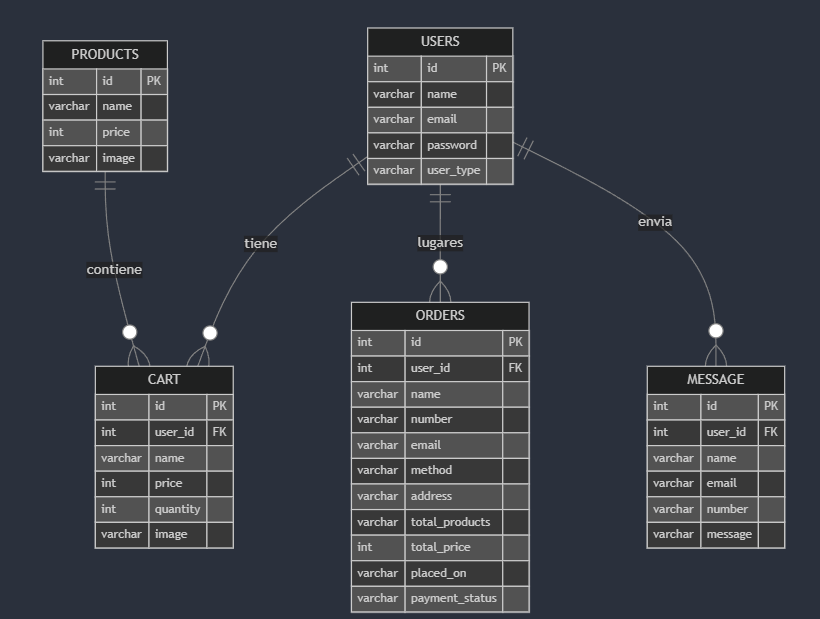 PRODUCTS
int id PK
varchar name
int price
varchar image
USERS
int id PK
varchar name
varchar email
varchar password
varchar user_type
contiene
tiene
lugares
envia
CART
int id PK
int user_id FK
varchar name
int price
int quantity
varchar image
ORDERS
int id PK
int user_id FK
varchar name
varchar number
varchar email
varchar method
varchar address
varchar total_products
int total_price
varchar placed_on
varchar payment_status
MESSAGE
int id PK
int user_id FK
varchar name
varchar email
varchar number
varchar message